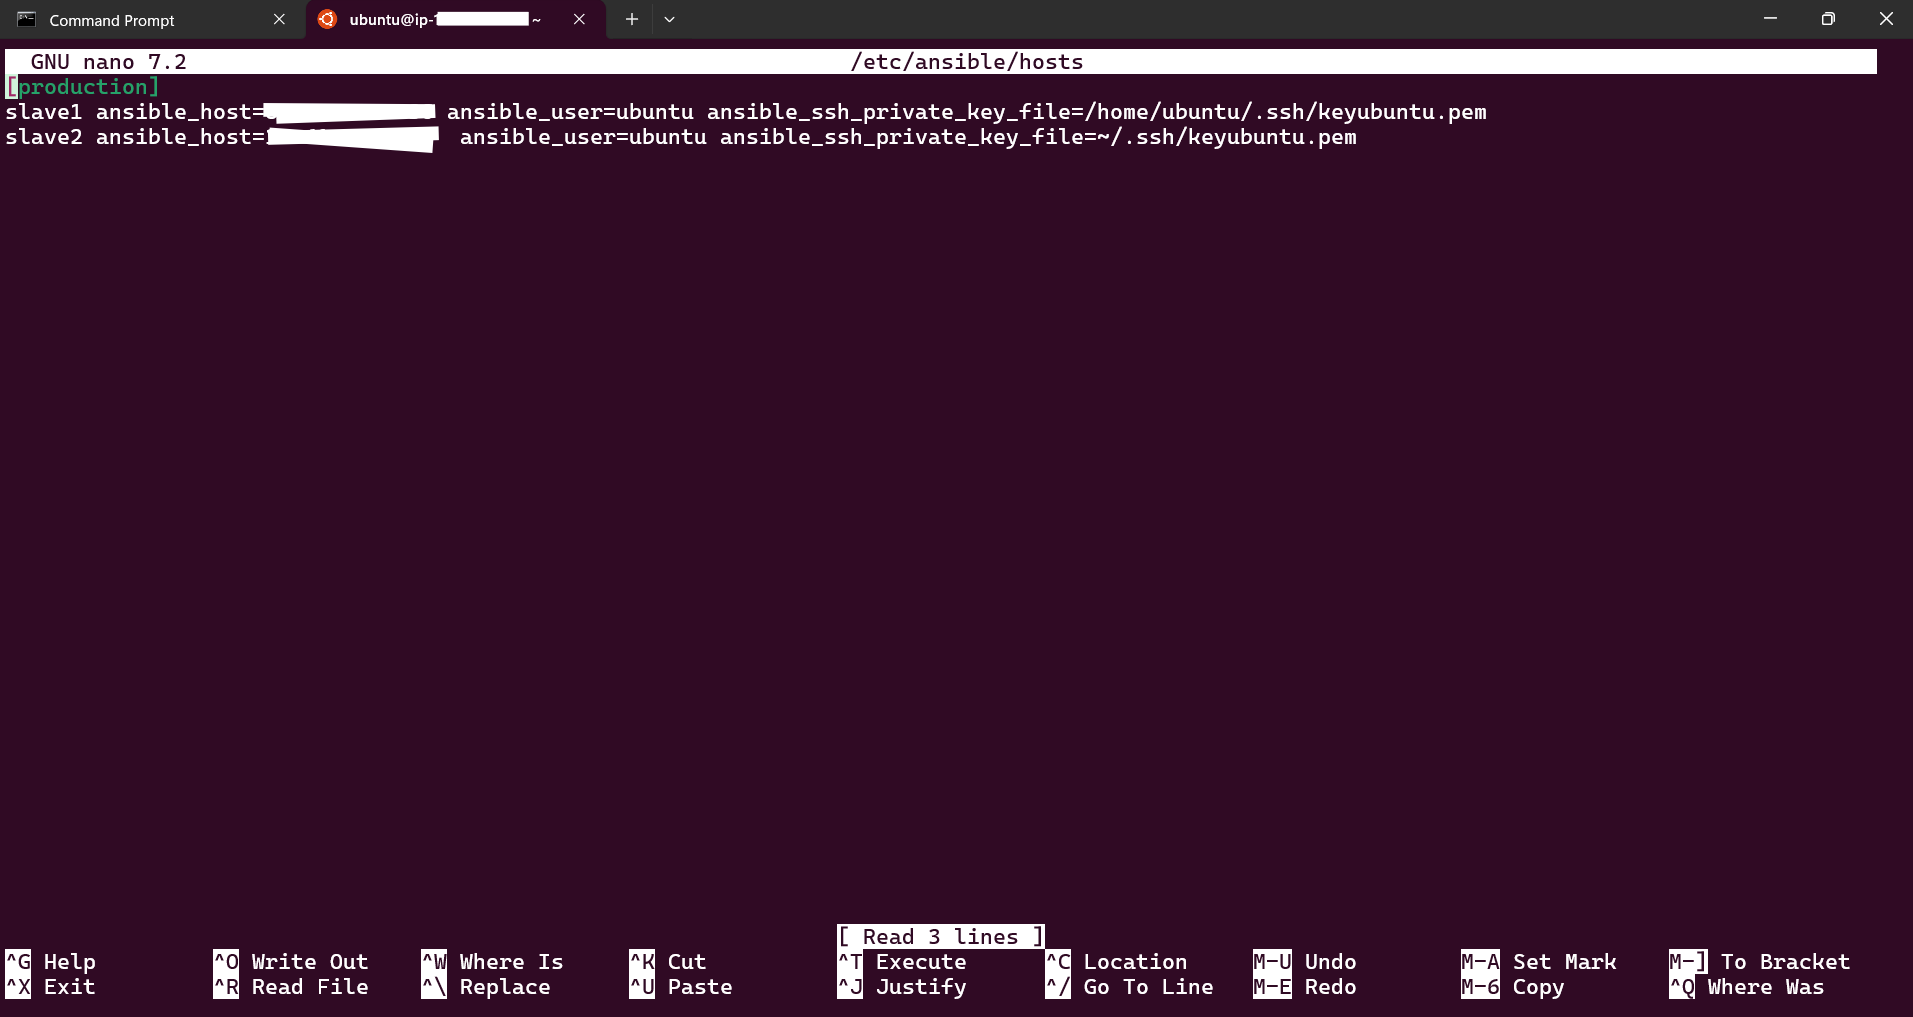 Command Prompt
ubuntu@ip- ~
GNU nano 7.2 /etc/ansible/hosts
[production]
slave1 ansible_host= ansible_user=ubuntu ansible_ssh_private_key_file=/home/ubuntu/.ssh/keyubuntu.pem
slave2 ansible_host= ansible_user=ubuntu ansible_ssh_private_key_file=~/.ssh/keyubuntu.pem
[ Read 3 lines ]
^G Help ^O Write Out ^W Where Is ^K Cut ^T Execute ^C Location M-U Undo M-A Set Mark M-] To Bracket
^X Exit ^R Read File ^\ Replace ^U Paste ^J Justify ^/ Go To Line M-E Redo M-6 Copy ^Q Where Was